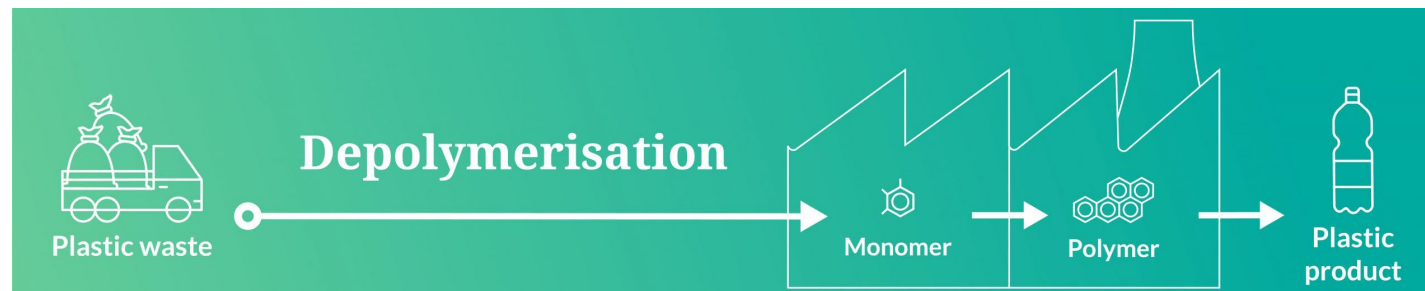 Depolymerisation
Plastic waste
Monomer
Polymer
Plastic
product